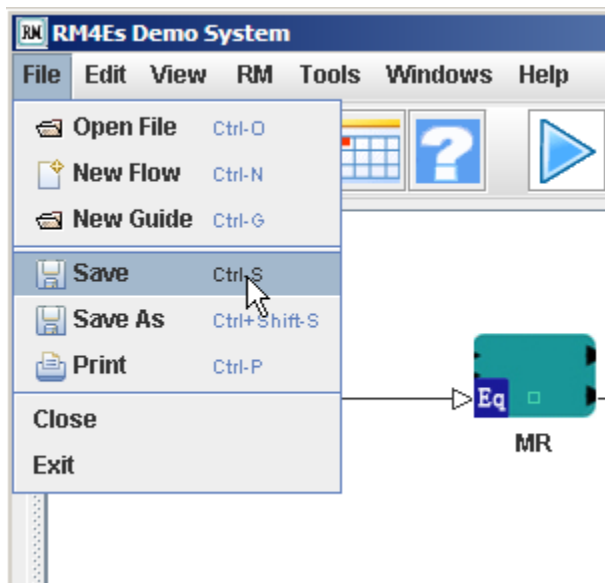 RM RM4Es Demo System
File Edit View RM Tools Windows Help
Open File Ctrl-O
New Flow Ctrl-N
New Guide Ctrl-G
Save Ctrl-S
Save As Ctrl+Shift-S
Print Ctrl-P
Close
Exit
?
Eq
MR